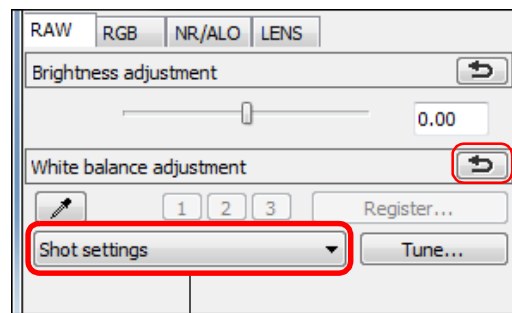 RAW RGB NR/ALO LENS
Brightness adjustment
0.00
White balance adjustment
1 2 3 Register...
Shot settings Tune...